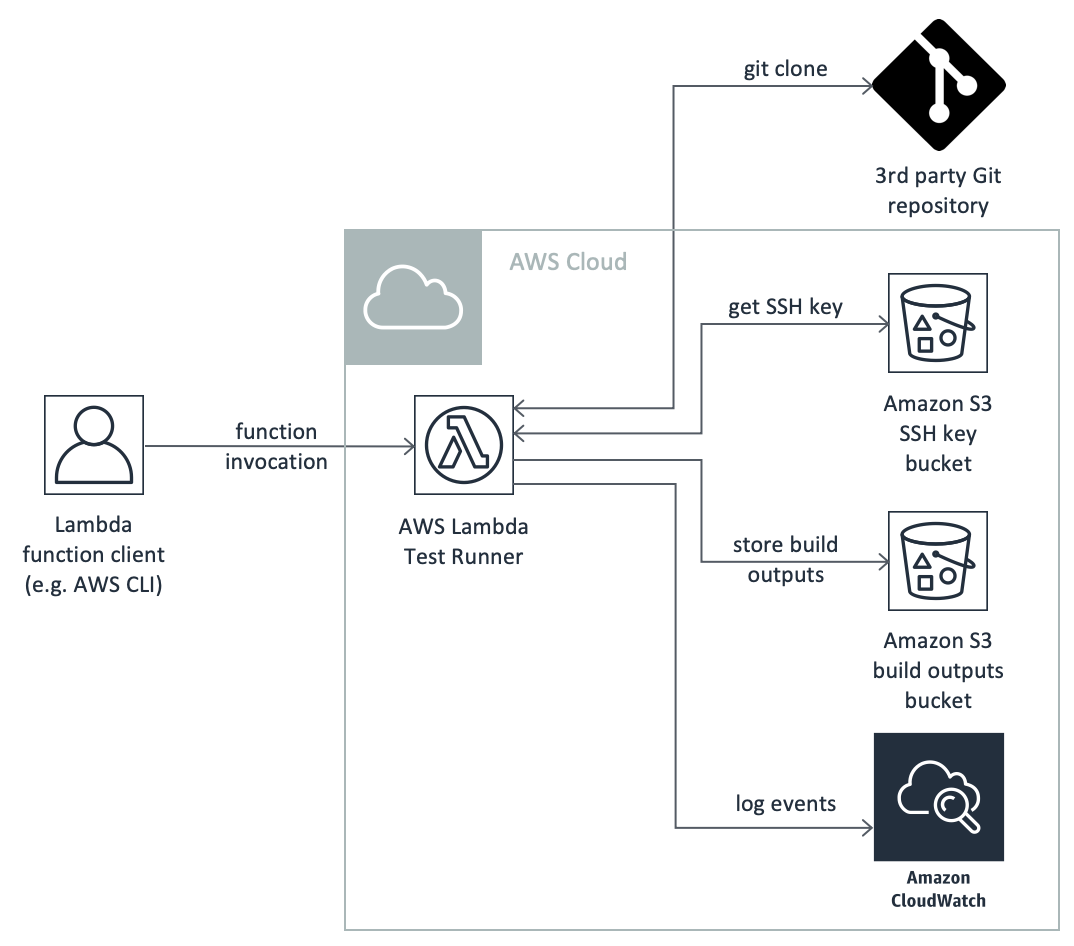 git clone
3rd party Git
repository
AWS Cloud
get SSH key
Amazon S3
SSH key
bucket
function
invocation
Lambda
function client
(e.g. AWS CLI)
AWS Lambda
Test Runner
store build
outputs
Amazon S3
build outputs
bucket
log events
Amazon
CloudWatch